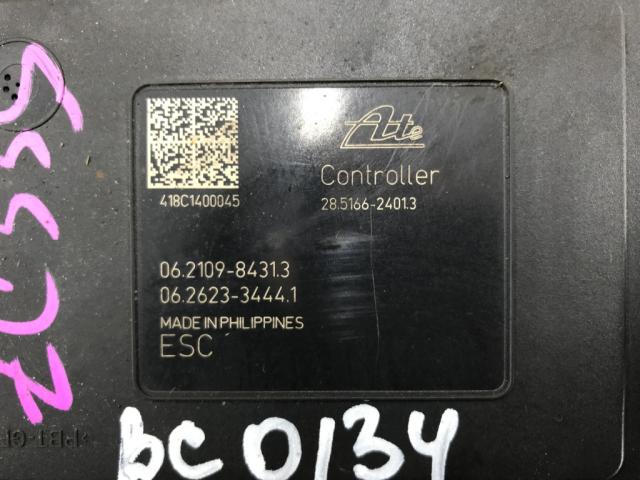 Ate
Controller
418C1400045
28.5166-2401.3
06.2109-8431.3
06.2623-3444.1
MADE IN PHILIPPINES
ESC
BC0134